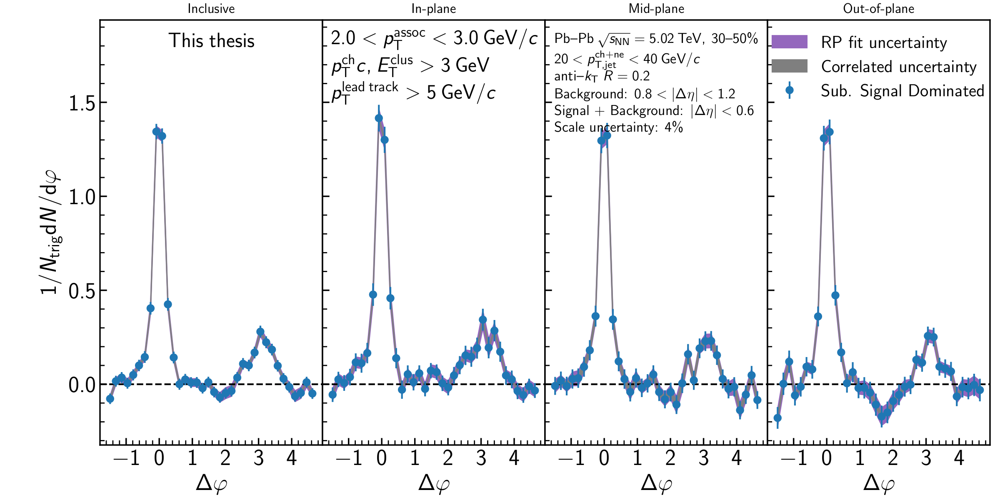 Inclusive
In-plane
Mid-plane
Out-of-plane
This thesis
2.0 < p_T^assoc < 3.0 GeV/c
p_T^ch c, E_T^clus > 3 GeV
p_T^lead track > 5 GeV/c
Pb–Pb √s_NN = 5.02 TeV, 30–50%
20 < p_T,jet^ch+ne < 40 GeV/c
anti–k_T R = 0.2
Background: 0.8 < |Δη| < 1.2
Signal + Background: |Δη| < 0.6
Scale uncertainty: 4%
RP fit uncertainty
Correlated uncertainty
Sub. Signal Dominated
1/N_trig dN/dφ
1.5
1.0
0.5
0.0
−1 0 1 2 3 4
−1 0 1 2 3 4
−1 0 1 2 3 4
−1 0 1 2 3 4
Δφ
Δφ
Δφ
Δφ